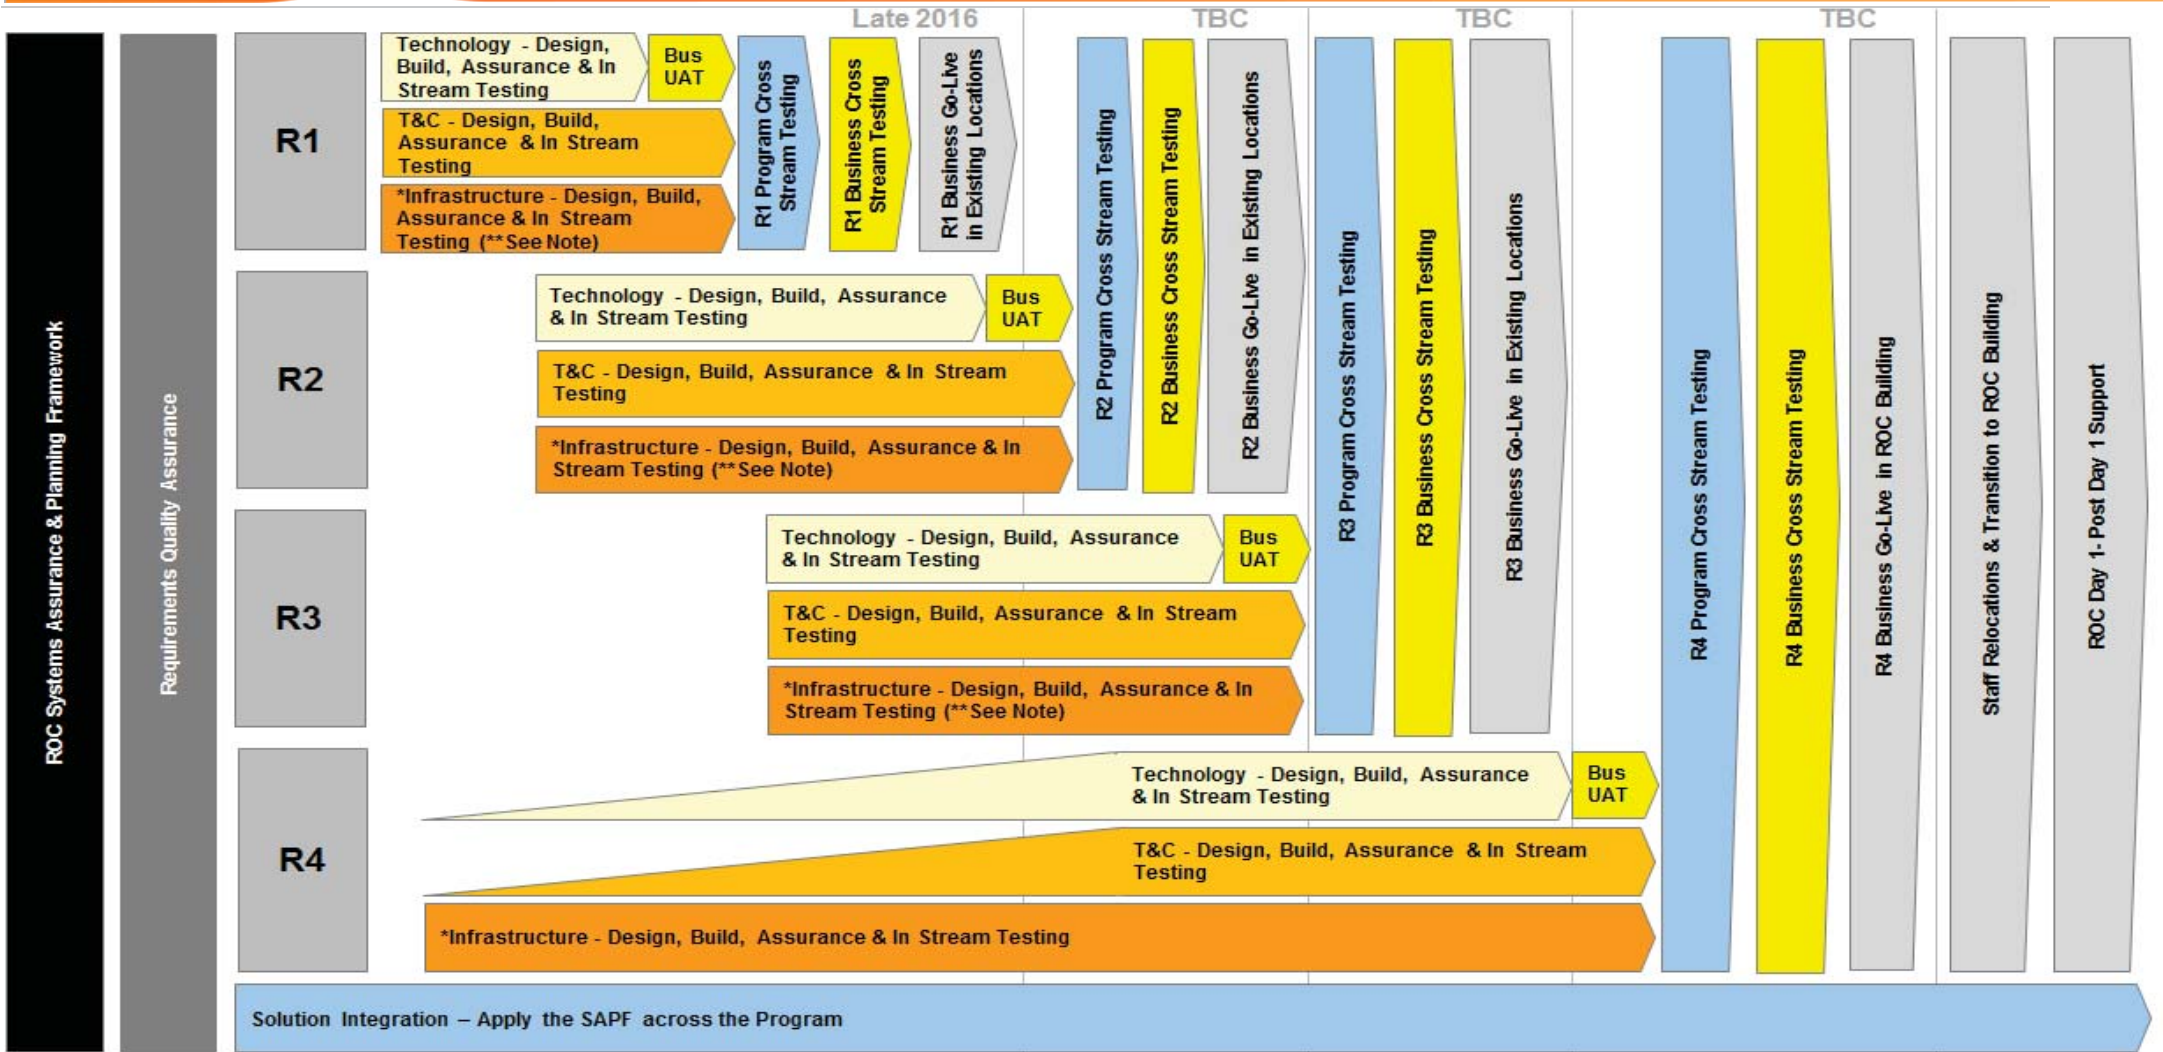 Late 2016
TBC
TBC
TBC
ROC Systems Assurance & Planning Framework
Requirements Quality Assurance
R1
Technology - Design,
Build, Assurance & In
Stream Testing
Bus
UAT
T&C - Design, Build,
Assurance & In Stream
Testing
*Infrastructure - Design, Build,
Assurance & In Stream
Testing (**See Note)
R1 Program Cross
Stream Testing
R1 Business Cross
Stream Testing
R1 Business Go-Live
in Existing Locations
R2
Technology - Design, Build, Assurance
& In Stream Testing
Bus
UAT
T&C - Design, Build, Assurance & In Stream
Testing
*Infrastructure - Design, Build, Assurance & In
Stream Testing (**See Note)
R2 Program Cross Stream Testing
R2 Business Cross Stream Testing
R2 Business Go-Live in Existing Locations
R3
Technology - Design, Build, Assurance
& In Stream Testing
Bus
UAT
T&C - Design, Build, Assurance & In Stream
Testing
*Infrastructure - Design, Build, Assurance & In
Stream Testing (**See Note)
R3 Program Cross Stream Testing
R3 Business Cross Stream Testing
R3 Business Go-Live in Existing Locations
R4
Technology - Design, Build, Assurance
& In Stream Testing
Bus
UAT
T&C - Design, Build, Assurance & In Stream
Testing
*Infrastructure - Design, Build, Assurance & In Stream Testing
R4 Program Cross Stream Testing
R4 Business Cross Stream Testing
R4 Business Go-Live in ROC Building
Staff Relocations & Transition to ROC Building
ROC Day 1- Post Day 1 Support
Solution Integration – Apply the SAPF across the Program